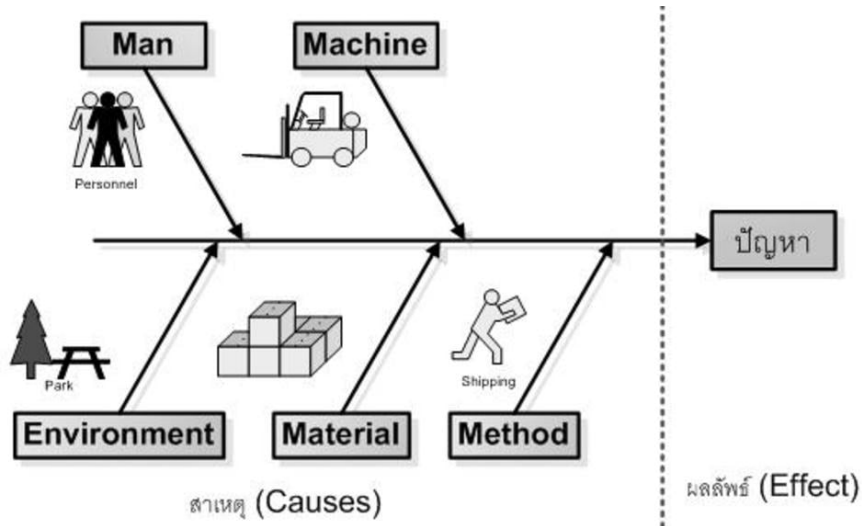 Man
Machine
Personnel
ปัญหา
Park
Shipping
Environment
Material
Method
สาเหตุ (Causes)
ผลลัพธ์ (Effect)